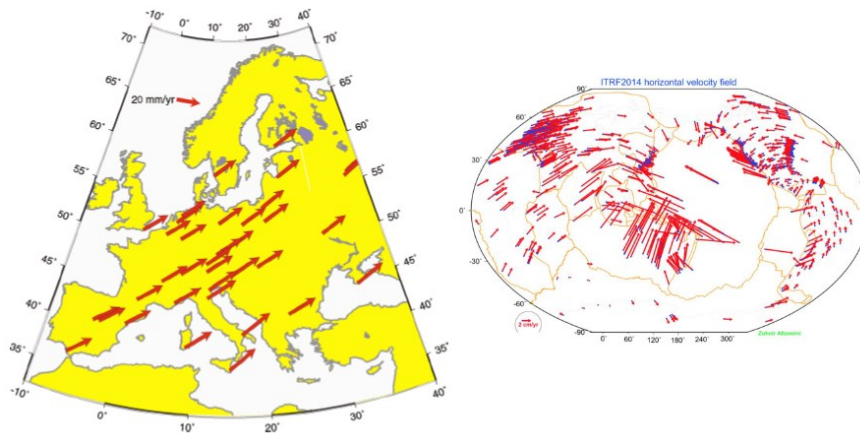 -10° 0° 10° 20° 30° 40°
70° 70°
65° 65°
20 mm/yr
60° 60°
55° 55°
50° 50°
45° 45°
40° 40°
35° 35°
-10° 0° 10° 20° 30° 40°
ITRF2014 horizontal velocity field
90°
60°
30°
0°
-30°
-60°
-90°
0° 60° 120° 180° 240° 300°
2 cm/yr
Zuheir Altamimi